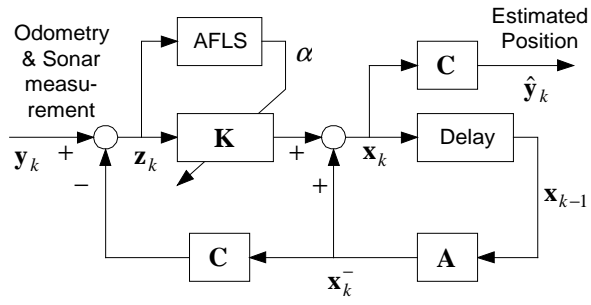 Odometry
& Sonar
measu-
rement
AFLS
α
Estimated
Position
C
ŷ_k
y_k
+
−
z_k
K
+
+
x_k
Delay
x_{k−1}
C
x_k^−
A